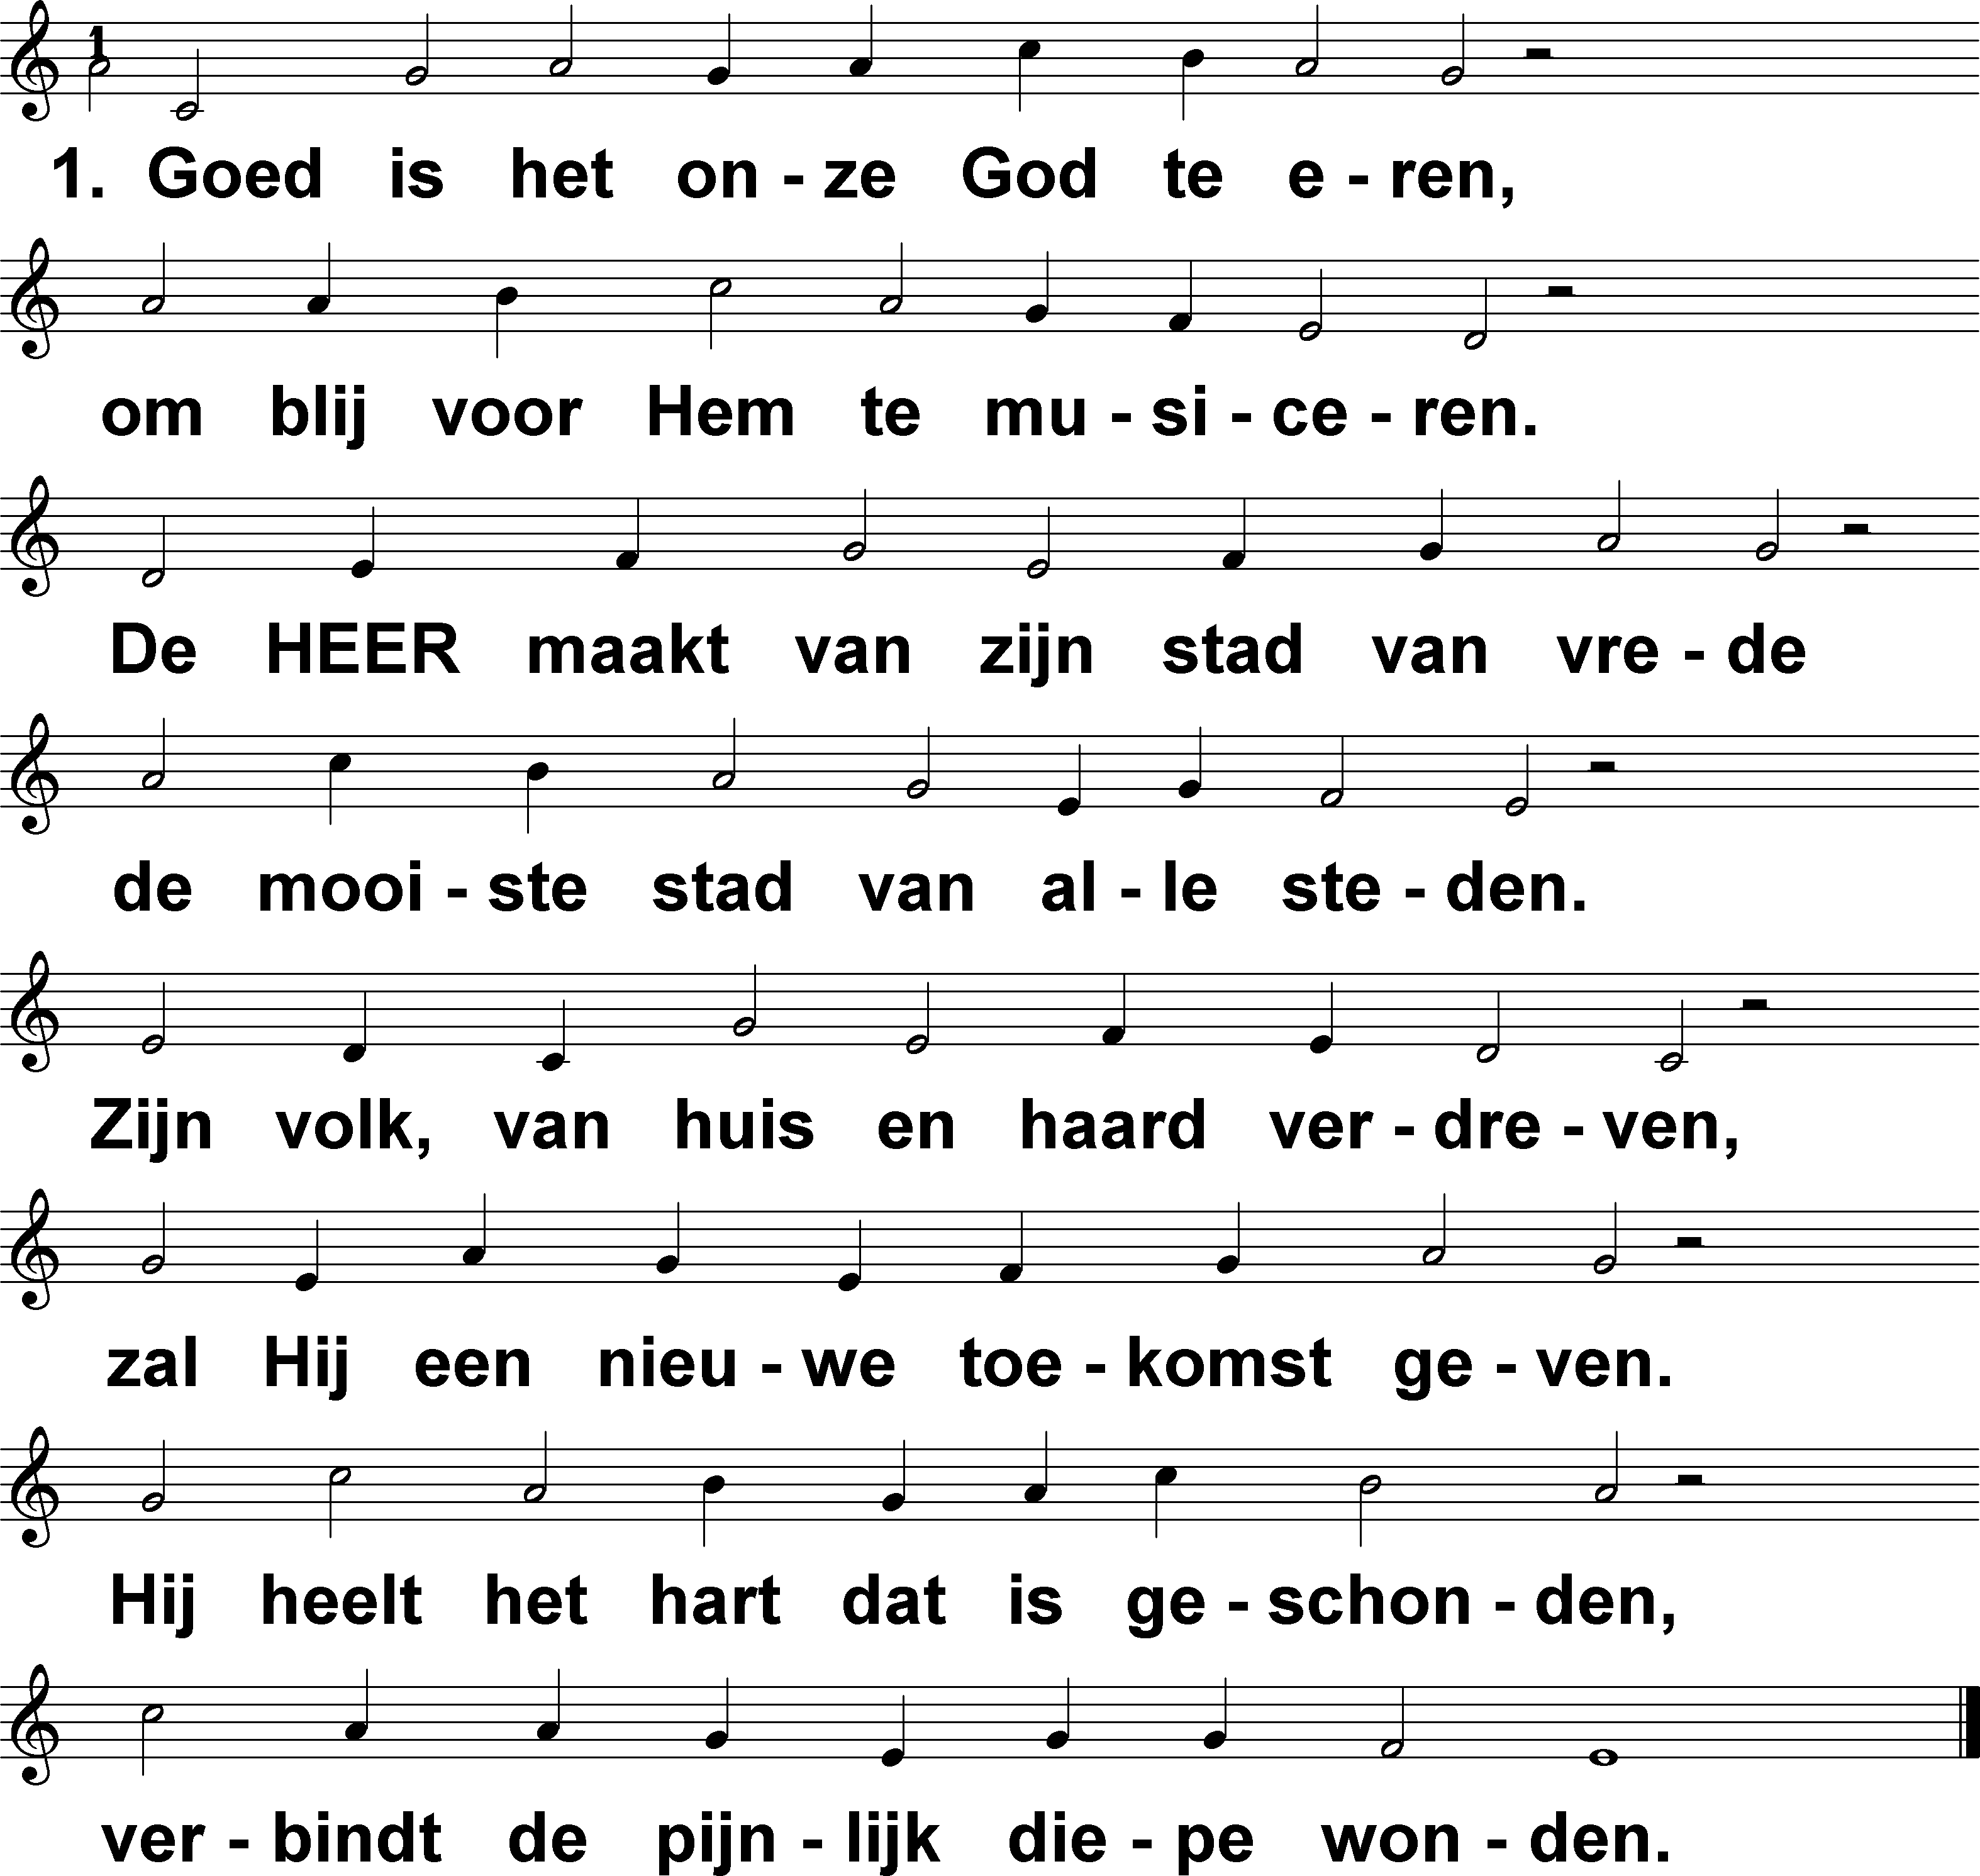 1
1. Goed is het on - ze God te e - ren,
om blij voor Hem te mu - si - ce - ren.
De HEER maakt van zijn stad van vre - de
de mooi - ste stad van al - le ste - den.
Zijn volk, van huis en haard ver - dre - ven,
zal Hij een nieu - we toe - komst ge - ven.
Hij heelt het hart dat is ge - schon - den,
ver - bindt de pijn - lijk die - pe won - den.